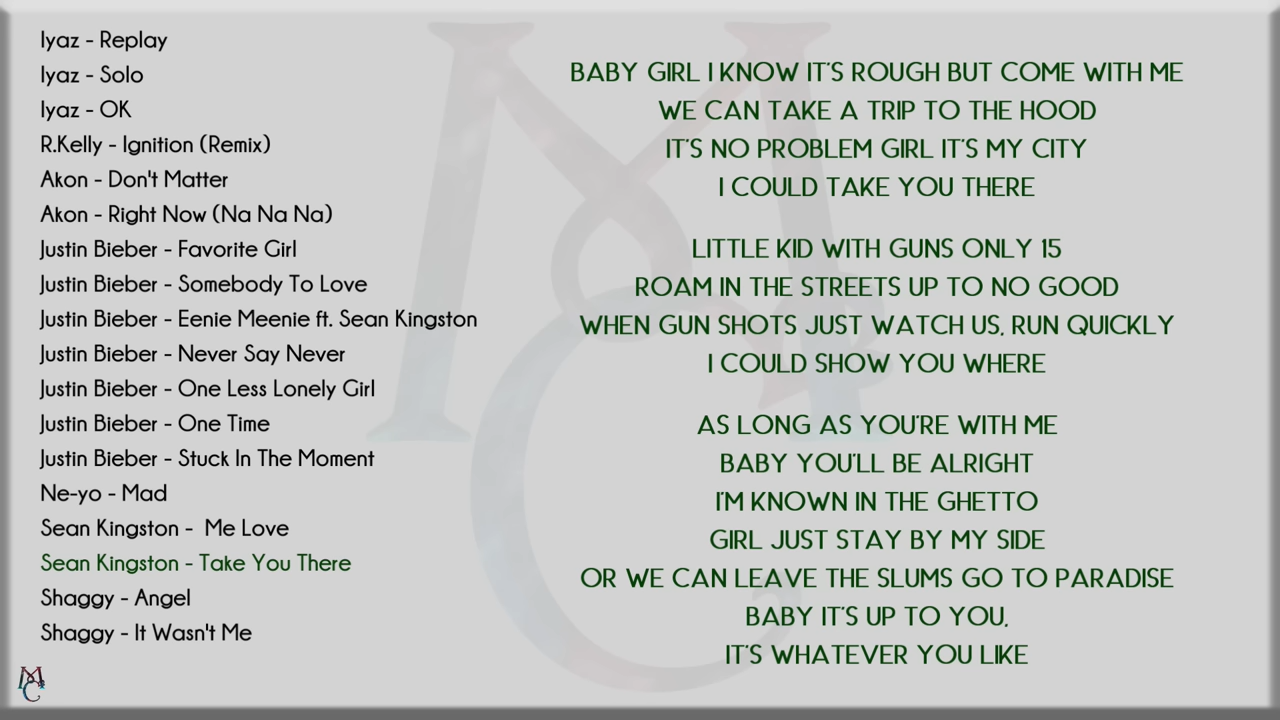 Iyaz - Replay
Iyaz - Solo
Iyaz - OK
R.Kelly - Ignition (Remix)
Akon - Don't Matter
Akon - Right Now (Na Na Na)
Justin Bieber - Favorite Girl
Justin Bieber - Somebody To Love
Justin Bieber - Eenie Meenie ft. Sean Kingston
Justin Bieber - Never Say Never
Justin Bieber - One Less Lonely Girl
Justin Bieber - One Time
Justin Bieber - Stuck In The Moment
Ne-yo - Mad
Sean Kingston -  Me Love
Sean Kingston - Take You There
Shaggy - Angel
Shaggy - It Wasn't Me
BABY GIRL I KNOW IT'S ROUGH BUT COME WITH ME
WE CAN TAKE A TRIP TO THE HOOD
IT'S NO PROBLEM GIRL IT'S MY CITY
I COULD TAKE YOU THERE
LITTLE KID WITH GUNS ONLY 15
ROAM IN THE STREETS UP TO NO GOOD
WHEN GUN SHOTS JUST WATCH US, RUN QUICKLY
I COULD SHOW YOU WHERE
AS LONG AS YOU'RE WITH ME
BABY YOU'LL BE ALRIGHT
I'M KNOWN IN THE GHETTO
GIRL JUST STAY BY MY SIDE
OR WE CAN LEAVE THE SLUMS GO TO PARADISE
BABY IT'S UP TO YOU,
IT'S WHATEVER YOU LIKE
MC